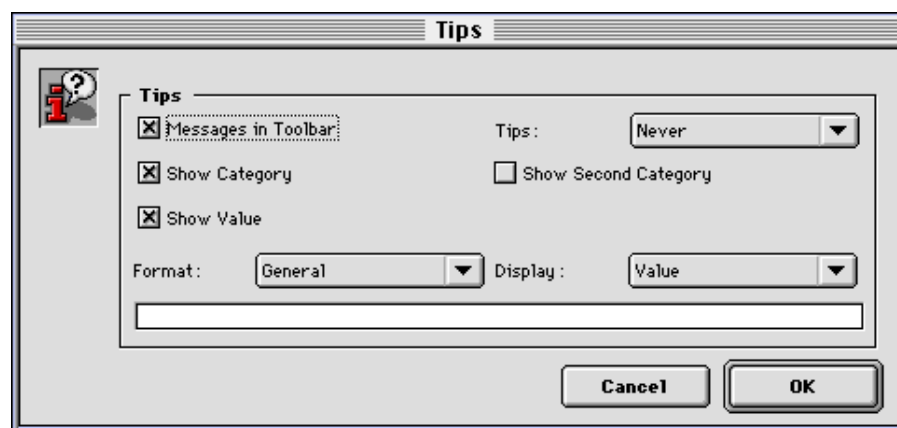 Tips
Tips
Messages in Toolbar Tips: Never
Show Category Show Second Category
Show Value
Format: General Display: Value
Cancel OK